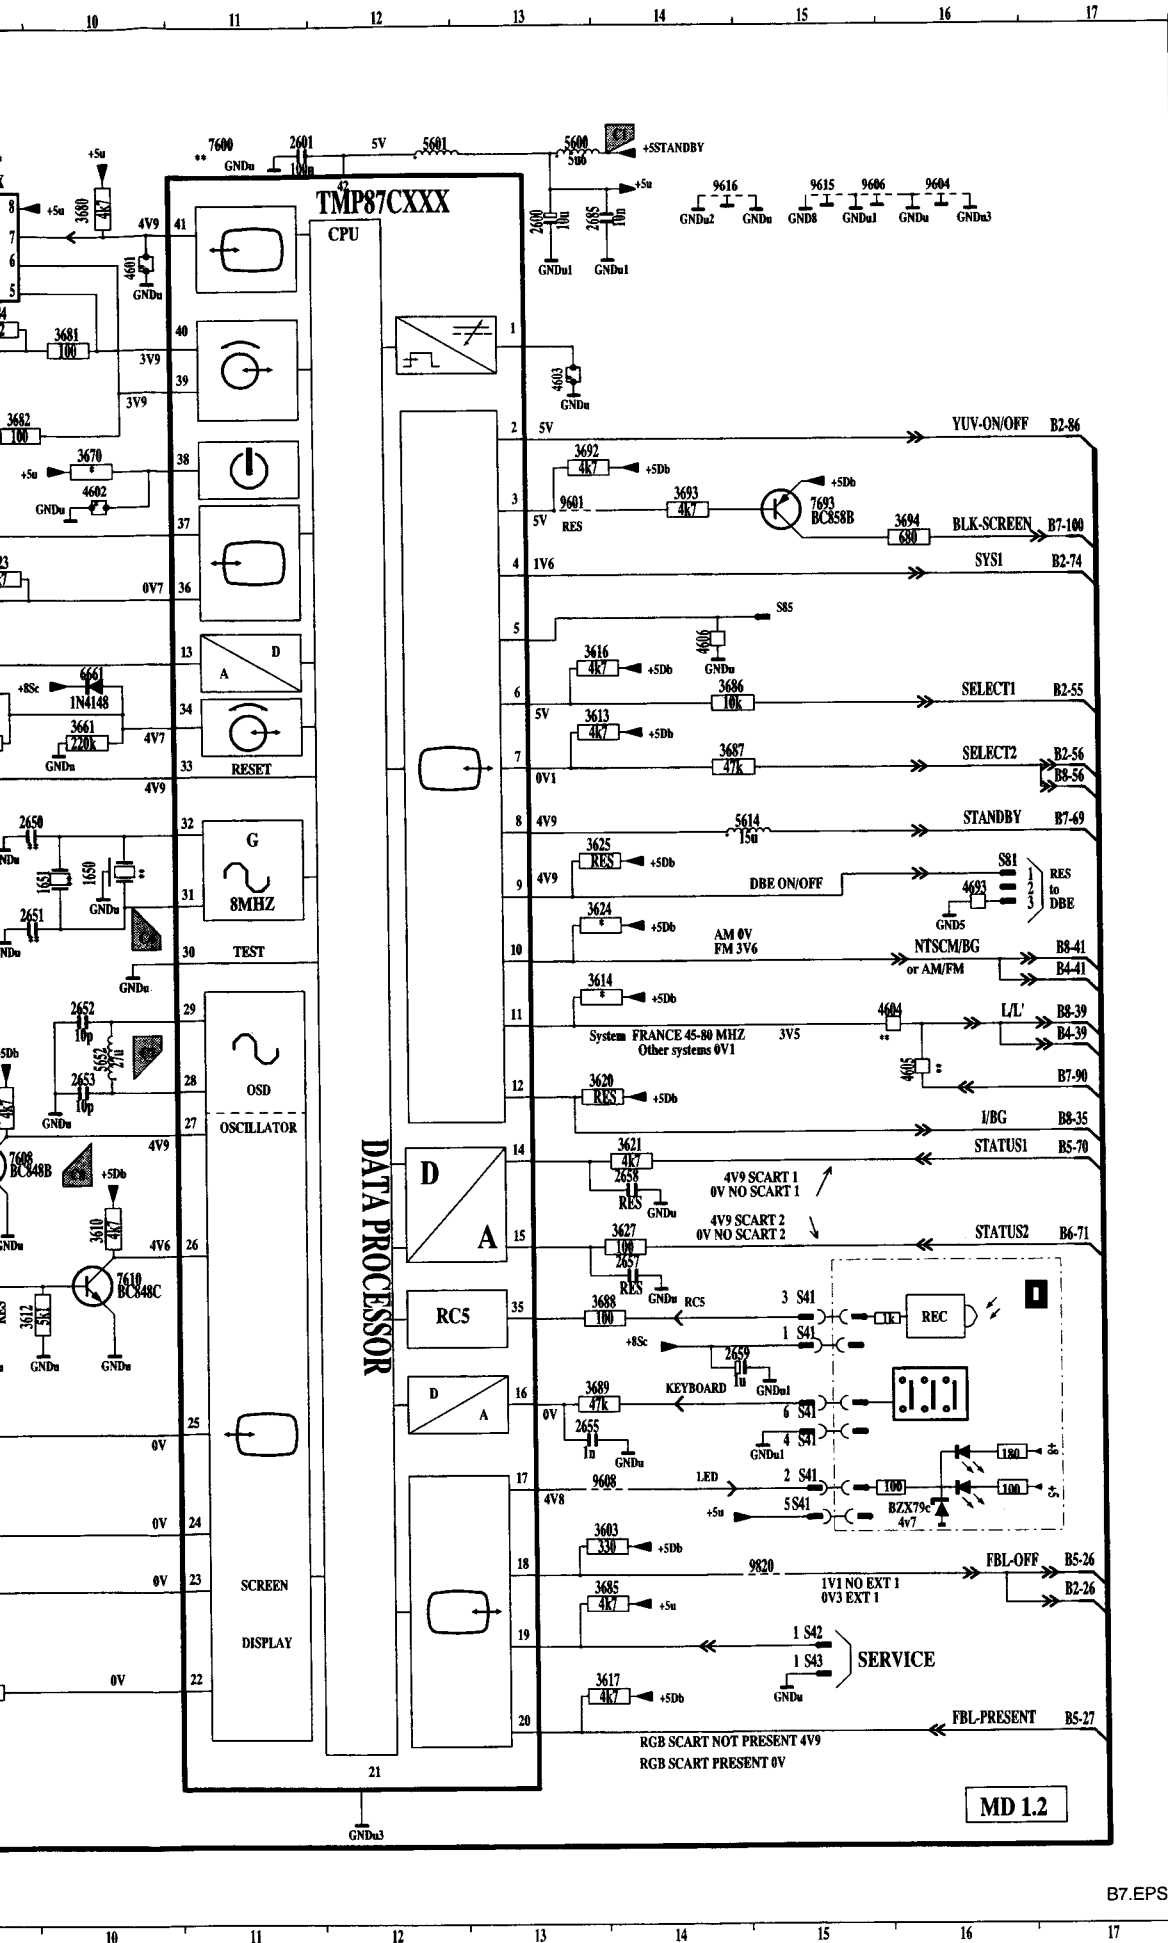 10 11 12 13 14 15 16 17
+5u
** 7600
GNDu
2601
100n
5V
5601
5600
5u6
C1
+5STANDBY
42
TMP87CXXX
CPU
3680
4k7
8
+5u
7
6
5
4V9
41
4601
GNDu
2600
10u
2685
10n
+5u
GNDu1
GNDu1
9616
GNDu2
GNDu
9615 9606 9604
GND8
GNDu1
GNDu
GNDu3
3681
100
3V9
40
39
3V9
3682
100
1
4603
GNDu
3670
*
+5u
4602
GNDu
38
37
36
0V7
2 5V
YUV-ON/OFF B2-86
3692
4k7
+5Db
3
5V
9601
RES
3693
4k7
+5Db
7693
BC858B
3694
680
BLK-SCREEN B7-100
4 1V6
SYS1 B2-74
5
S85
4606
GNDu
13
D
A
3616
4k7
+5Db
6
5V
3686
10k
SELECT1 B2-55
+8Sc
6661
1N4148
3661
220k
GNDu
34
4V7
RESET
33
4V9
3613
4k7
+5Db
7
0V1
3687
47k
SELECT2 B2-56
B8-56
8 4V9
5614
15u
STANDBY B7-69
2650
**
32
G
8MHZ
31
1651
1650
**
GNDu
2651
**
3625
RES
+5Db
9
4V9
DBE ON/OFF
S81
1
2
3
RES
to
DBE
4693
GND5
30
TEST
GNDu
3624
*
+5Db
10
AM 0V
FM 3V6
NTSCM/BG
or AM/FM
B8-41
B4-41
3614
*
+5Db
11
System FRANCE 45-80 MHZ 3V5
Other systems 0V1
4604
**
L/L'
B8-39
B4-39
4605
**
B7-90
2652
10p
5652
27u
2653
10p
GNDu
29
28
OSD
OSCILLATOR
27
4V9
+5Db
4k7
7608
BC848B
GNDu
12
3620
RES
+5Db
I/BG B8-35
14
3621
4k7
2658
RES
GNDu
4V9 SCART 1
0V NO SCART 1
STATUS1 B5-70
D
A
15
3627
100
2657
RES
GNDu
4V9 SCART 2
0V NO SCART 2
STATUS2 B6-71
DATA PROCESSOR
+5Db
3610
4k7
4V6
26
7610
BC848C
RES
3612
5k1
GNDu
GNDu
RC5
35
3688
100
RC5
3 S41
1k
REC
+8Sc
1 S41
2659
1u
GNDu1
D
A
16
0V
3689
47k
2655
1n
GNDu
KEYBOARD
6 S41
4 S41
GNDu1
25
0V
17
4V8
9608
LED
2 S41
100
180
+8
100
+5
BZX79c
4v7
+5u
5 S41
0V 24
0V 23
SCREEN
DISPLAY
3603
330
+5Db
18
9820
1V1 NO EXT 1
0V3 EXT 1
FBL-OFF B5-26
B2-26
3685
4k7
+5u
19
1 S42
1 S43
GNDu
SERVICE
0V
22
3617
4k7
+5Db
20
RGB SCART NOT PRESENT 4V9
RGB SCART PRESENT 0V
FBL-PRESENT B5-27
21
GNDu3
MD 1.2
B7.EPS
10 11 12 13 14 15 16 17